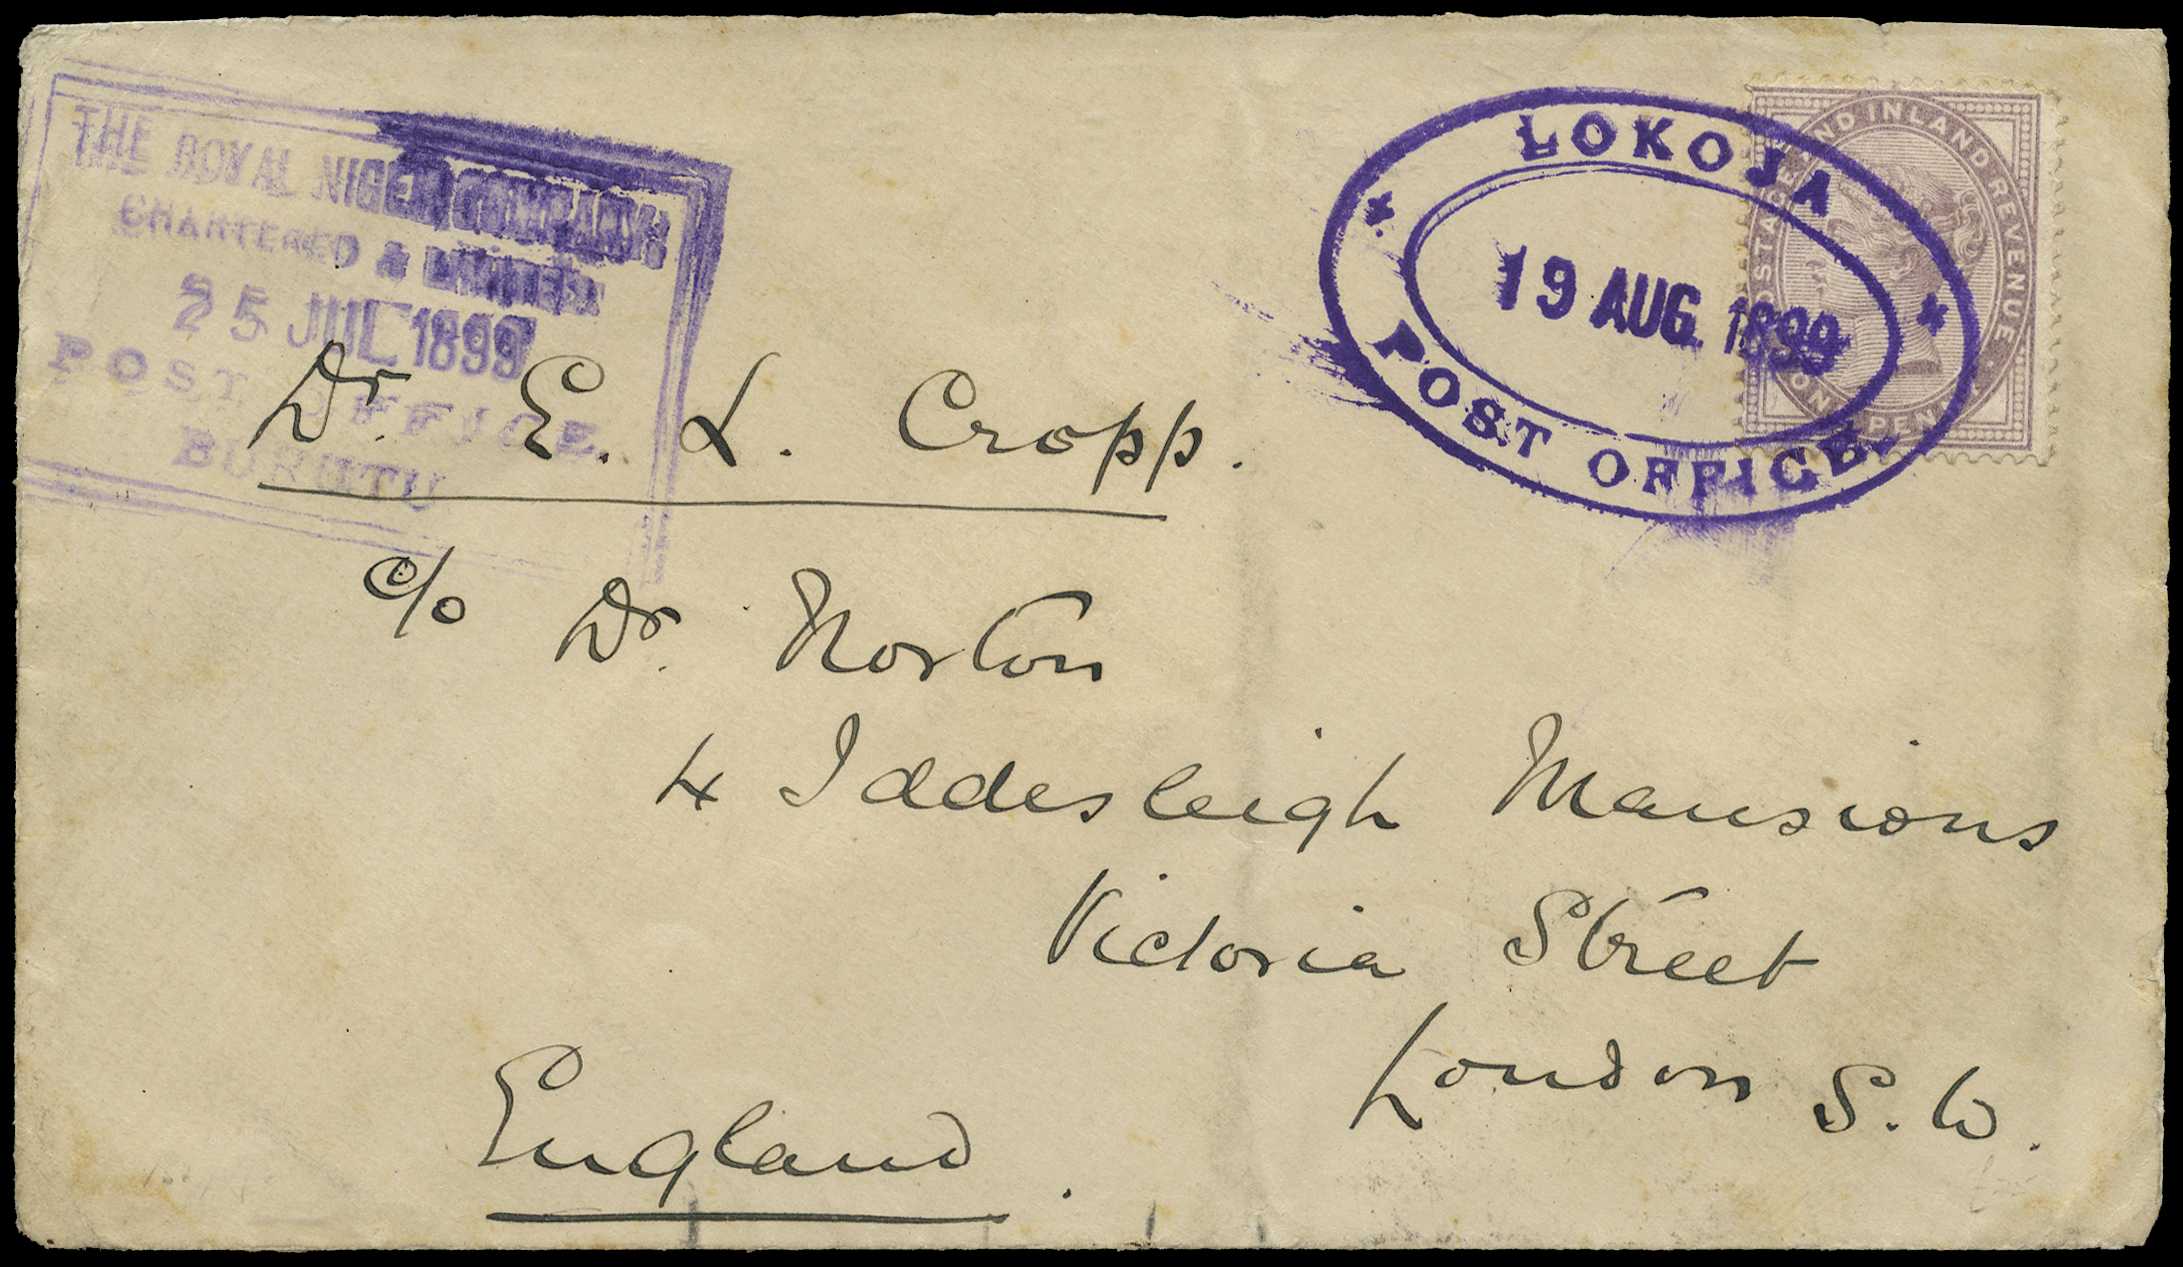 THE ROYAL NIGER COMPANY
CHARTERED & LIMITED
25 JUL 1899
POST OFFICE
BURUTU
LOKOJA
19 AUG. 1899
POST OFFICE.
POSTAGE AND INLAND REVENUE
ONE PENNY
Dr. E. L. Cropp.
c/o Dr. Norton
4 Iddesleigh Mansions
Victoria Street
London S.W.
England.